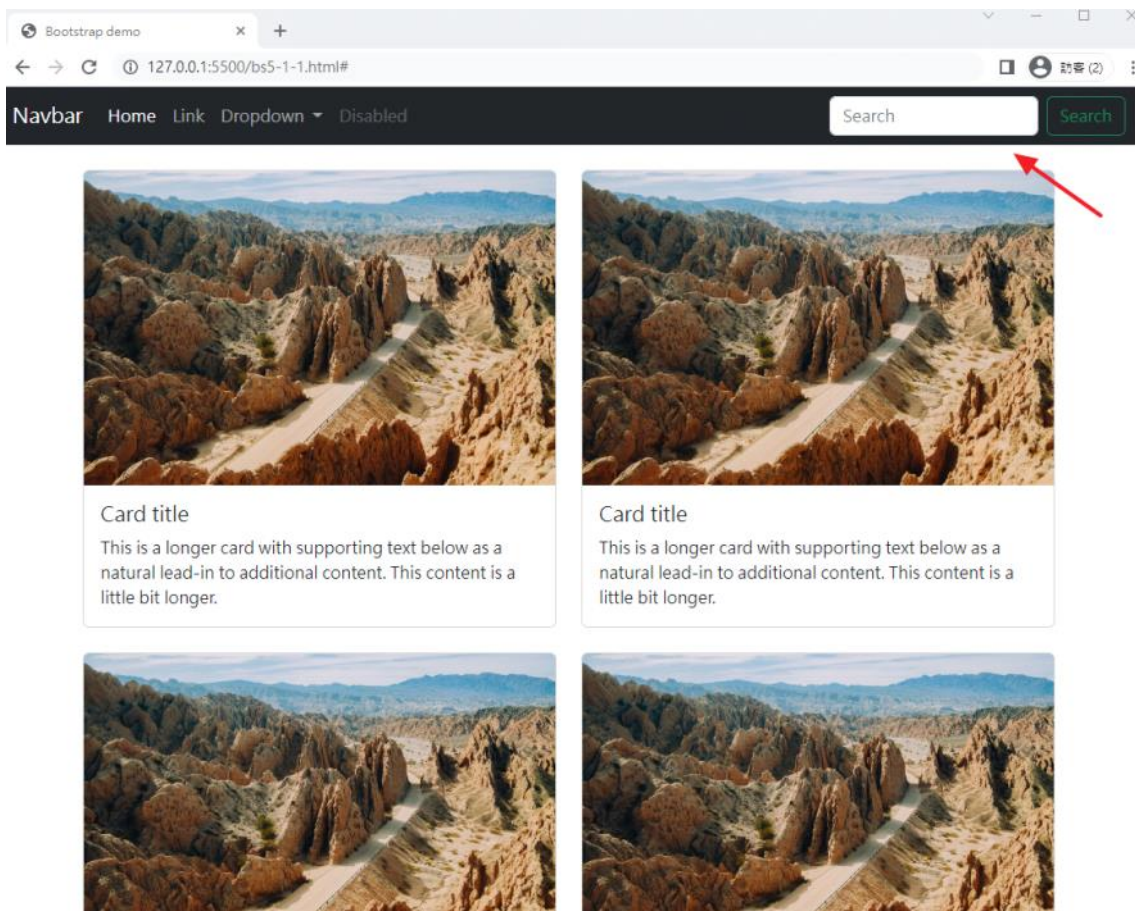 Bootstrap demo
127.0.0.1:5500/bs5-1-1.html#
訪客 (2)
Navbar Home Link Dropdown Disabled Search Search
Card title
This is a longer card with supporting text below as a
natural lead-in to additional content. This content is a
little bit longer.
Card title
This is a longer card with supporting text below as a
natural lead-in to additional content. This content is a
little bit longer.